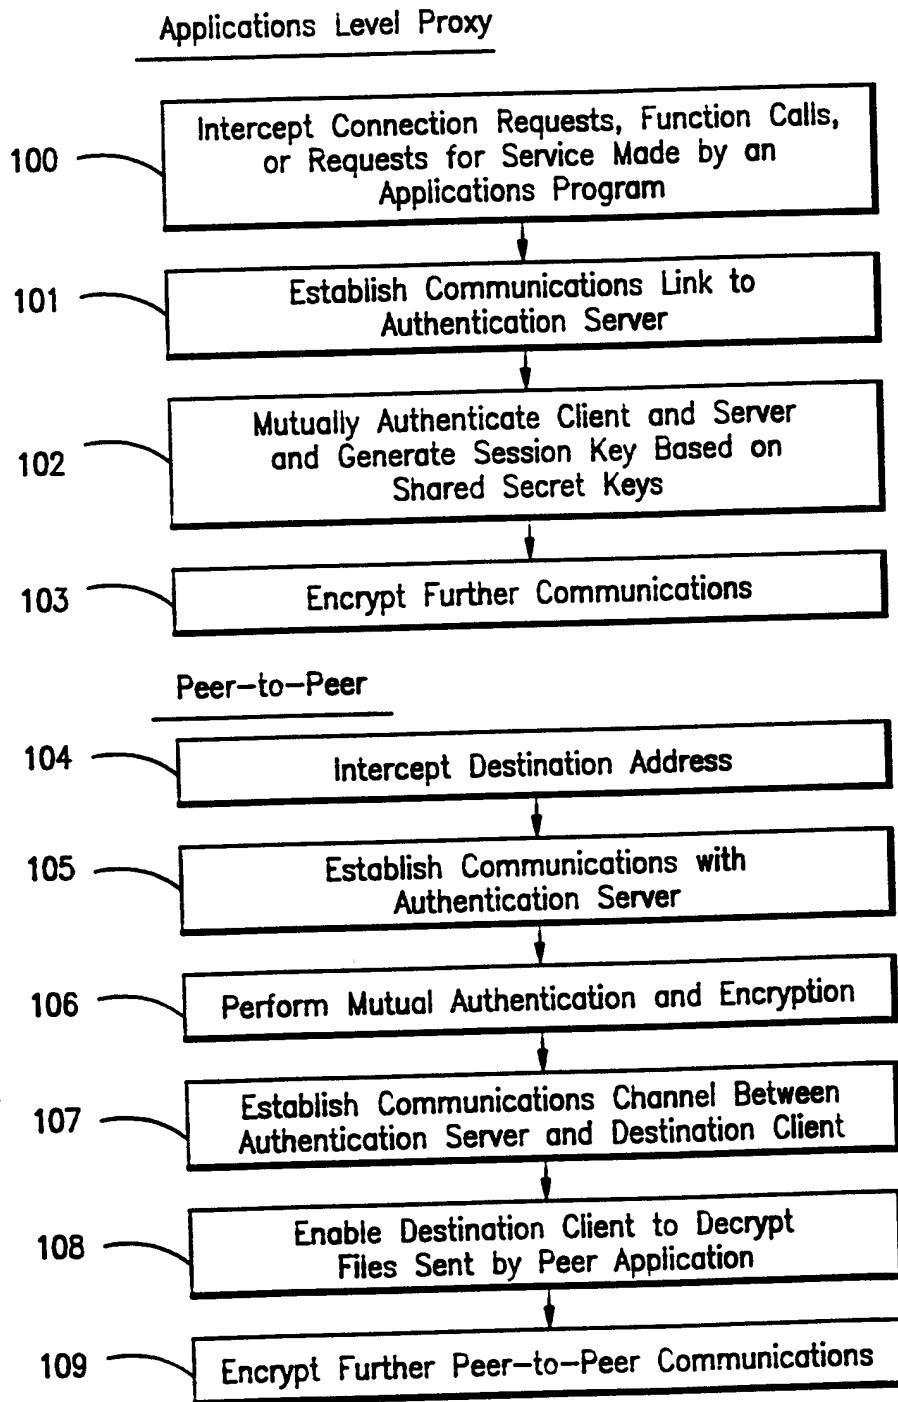 Applications Level Proxy
100
Intercept Connection Requests, Function Calls,
or Requests for Service Made by an
Applications Program
101
Establish Communications Link to
Authentication Server
102
Mutually Authenticate Client and Server
and Generate Session Key Based on
Shared Secret Keys
103
Encrypt Further Communications
Peer-to-Peer
104
Intercept Destination Address
105
Establish Communications with
Authentication Server
106
Perform Mutual Authentication and Encryption
107
Establish Communications Channel Between
Authentication Server and Destination Client
108
Enable Destination Client to Decrypt
Files Sent by Peer Application
109
Encrypt Further Peer-to-Peer Communications